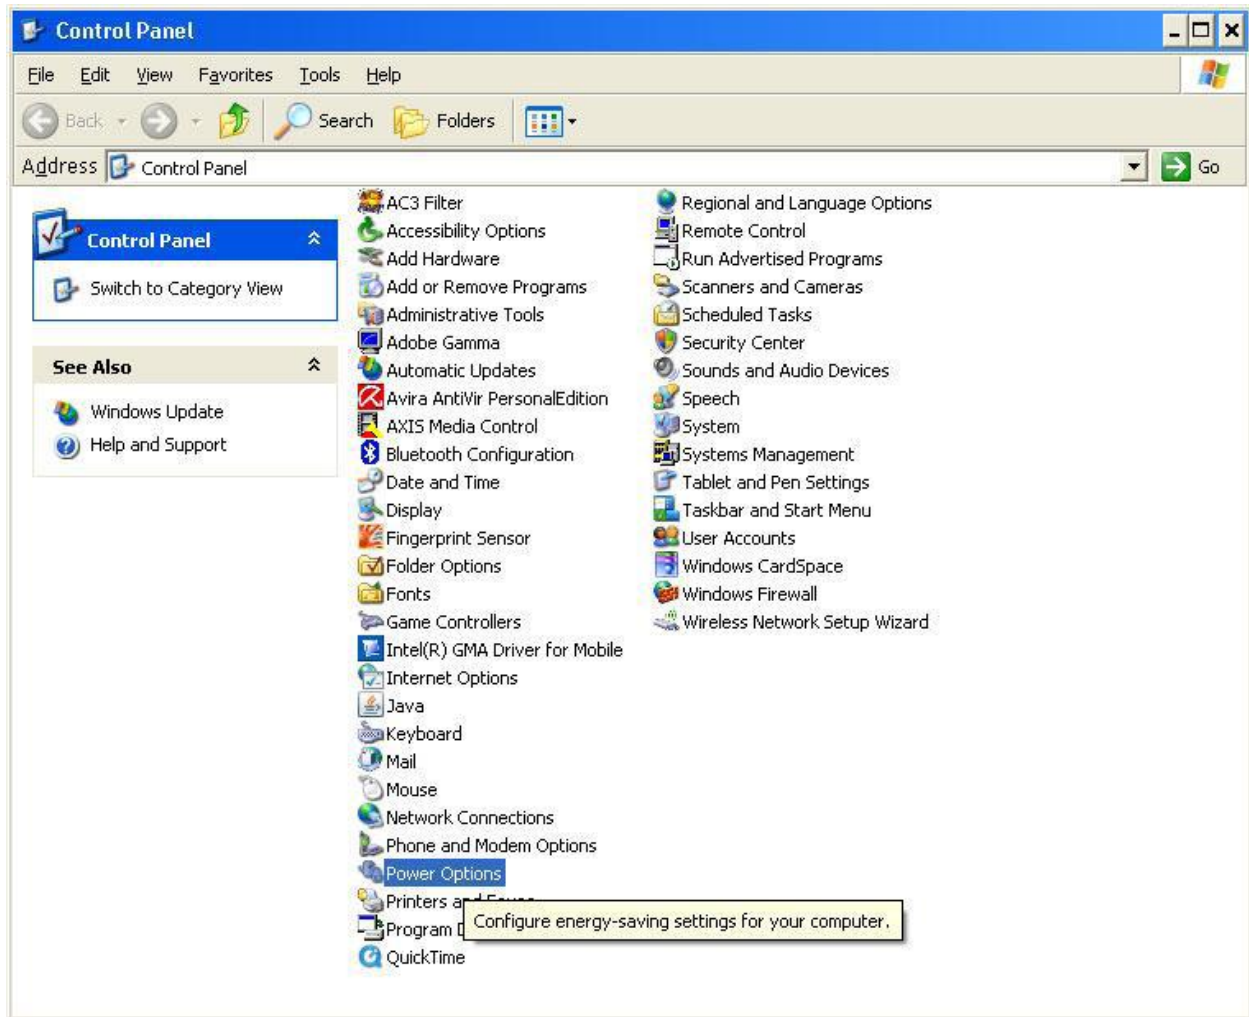 Control Panel
File Edit View Favorites Tools Help
Back Search Folders
Address Control Panel Go
Control Panel
Switch to Category View
See Also
Windows Update
Help and Support
AC3 Filter
Accessibility Options
Add Hardware
Add or Remove Programs
Administrative Tools
Adobe Gamma
Automatic Updates
Avira AntiVir PersonalEdition
AXIS Media Control
Bluetooth Configuration
Date and Time
Display
Fingerprint Sensor
Folder Options
Fonts
Game Controllers
Intel(R) GMA Driver for Mobile
Internet Options
Java
Keyboard
Mail
Mouse
Network Connections
Phone and Modem Options
Power Options
Printers
Configure energy-saving settings for your computer.
Program
QuickTime
Regional and Language Options
Remote Control
Run Advertised Programs
Scanners and Cameras
Scheduled Tasks
Security Center
Sounds and Audio Devices
Speech
System
Systems Management
Tablet and Pen Settings
Taskbar and Start Menu
User Accounts
Windows CardSpace
Windows Firewall
Wireless Network Setup Wizard